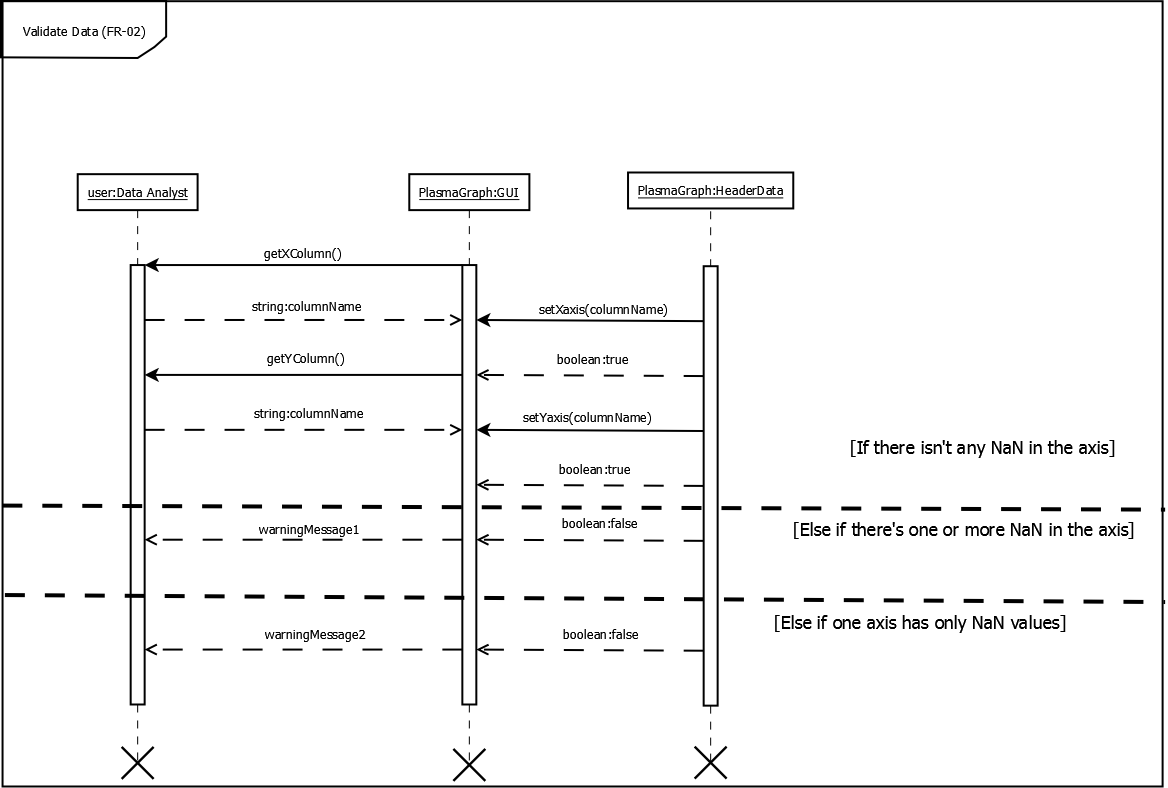 Validate Data (FR-02)
user:Data Analyst
PlasmaGraph:GUI
PlasmaGraph:HeaderData
getXColumn()
string:columnName
setXaxis(columnName)
getYColumn()
boolean:true
string:columnName
setYaxis(columnName)
[If there isn't any NaN in the axis]
boolean:true
warningMessage1
boolean:false
[Else if there's one or more NaN in the axis]
[Else if one axis has only NaN values]
warningMessage2
boolean:false